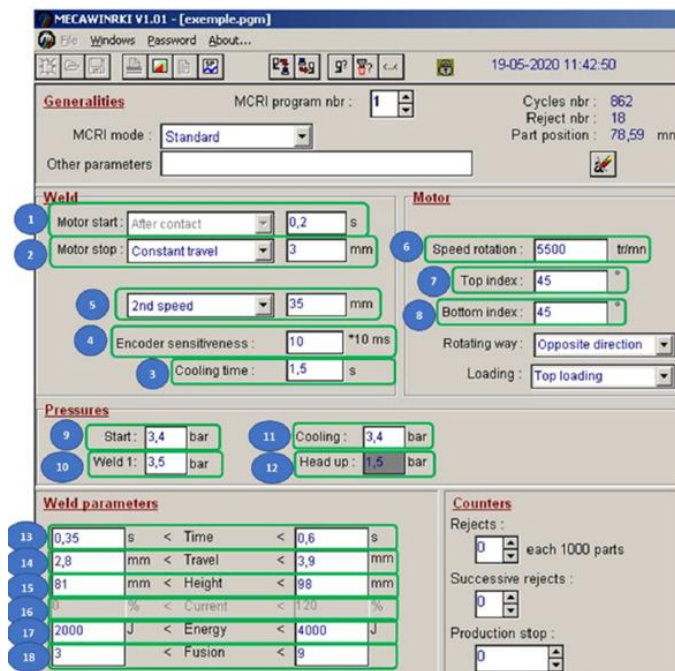 MECAWINRKI V1.01 - [exemple.pgm]
File Windows Password About...
19-05-2020 11:42:50
Generalities
MCRI program nbr : 1
Cycles nbr : 862
Reject nbr : 18
MCRI mode : Standard
Part position : 78,59 mm
Other parameters
Weld
Motor
1 Motor start : After contact 0,2 s
2 Motor stop : Constant travel 3 mm
6 Speed rotation : 5500 tr/mn
7 Top index : 45 °
5 2nd speed 35 mm
8 Bottom index : 45 °
4 Encoder sensitiveness : 10 *10 ms
Rotating way : Opposite direction
3 Cooling time : 1,5 s
Loading : Top loading
Pressures
9 Start : 3,4 bar
11 Cooling : 3,4 bar
10 Weld 1: 3,5 bar
12 Head up : 1,5 bar
Weld parameters
Counters
13 0,35 s < Time < 0,6 s
14 2,8 mm < Travel < 3,9 mm
15 81 mm < Height < 98 mm
16 0 % < Current < 120 %
17 2000 J < Energy < 4000 J
18 3 < Fusion < 9
Rejects :
0 each 1000 parts
Successive rejects :
0
Production stop :
0